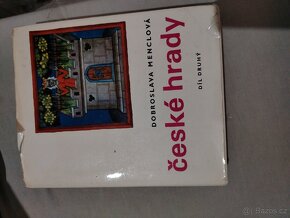 DOBROSLAVA MENCLOVÁ
české hrady
DÍL DRUHÝ